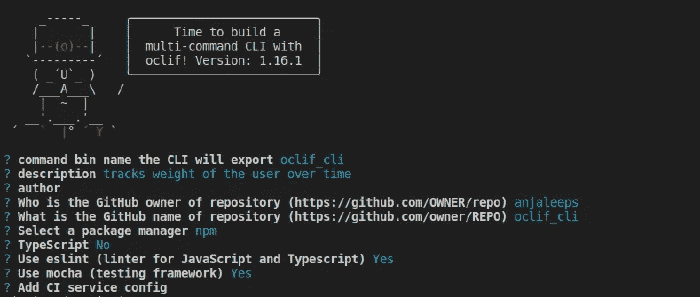 Time to build a
multi-command CLI with
oclif! Version: 1.16.1
? command bin name the CLI will export oclif_cli
? description tracks weight of the user over time
? author
? Who is the GitHub owner of repository (https://github.com/OWNER/repo) anjaleeps
? What is the GitHub name of repository (https://github.com/owner/REPO) oclif_cli
? Select a package manager npm
? TypeScript No
? Use eslint (linter for JavaScript and Typescript) Yes
? Use mocha (testing framework) Yes
? Add CI service config